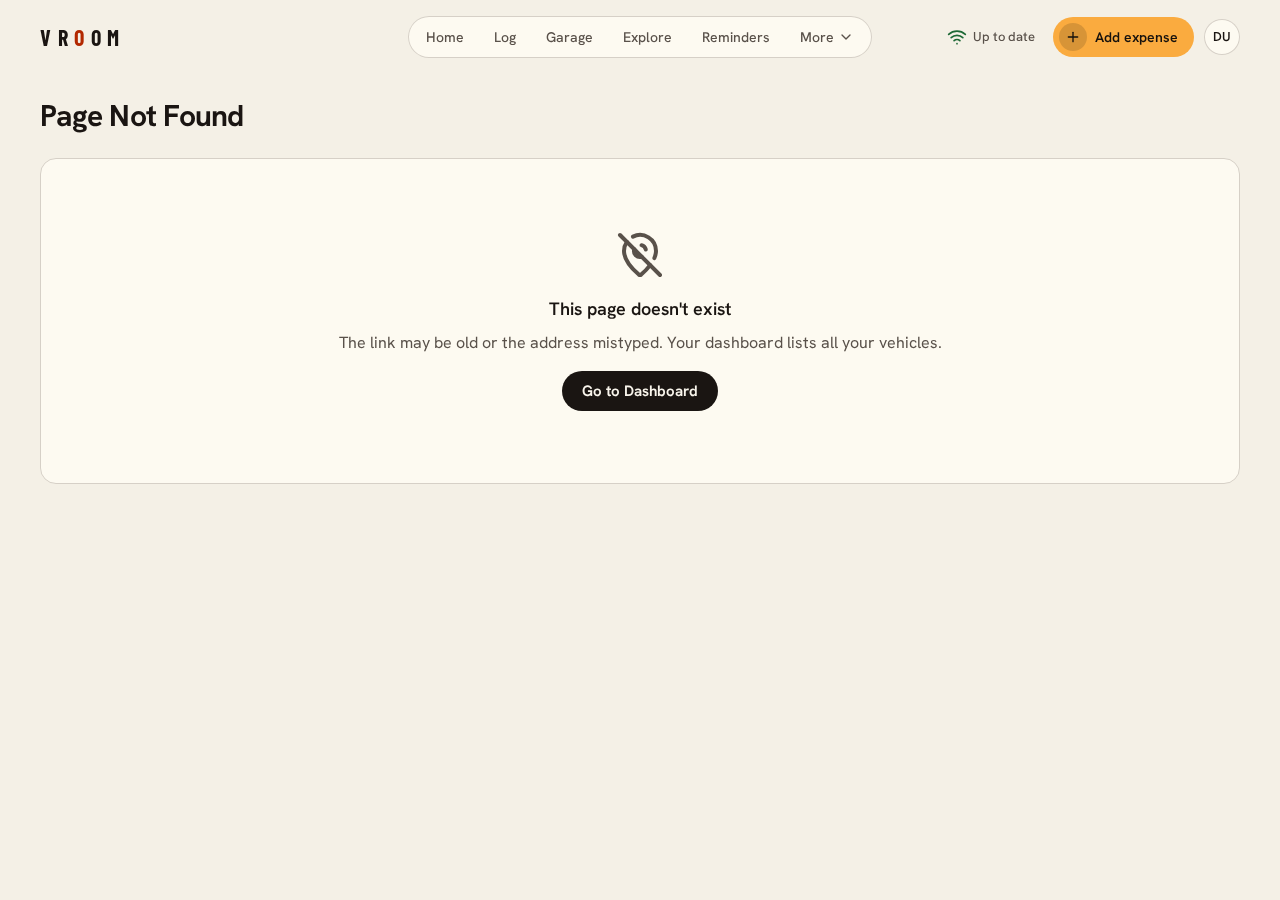 VROOM
Home
Log
Garage
Explore
Reminders
More
Up to date
Add expense
DU
Page Not Found
This page doesn't exist
The link may be old or the address mistyped. Your dashboard lists all your vehicles.
Go to Dashboard